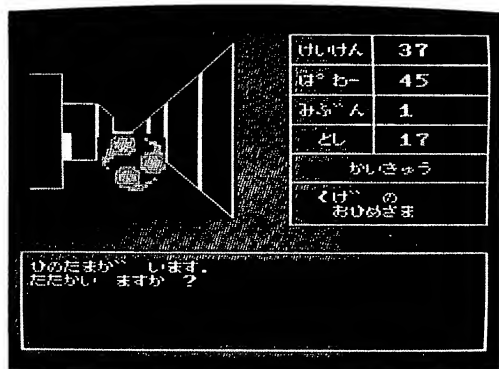 けいけん 37
ぱわー 45
みぶん 1
とし 17
かいきゅう
くげ の
おひめさま
ひのたまが います.
たたかい ますか ?